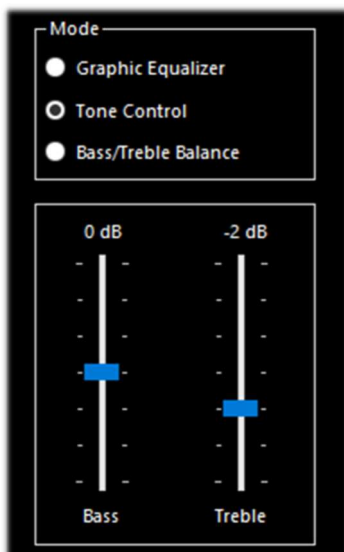 Mode
Graphic Equalizer
Tone Control
Bass/Treble Balance
0 dB -2 dB
Bass Treble